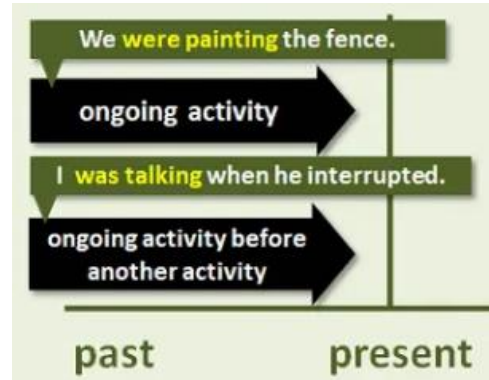 We were painting the fence.
ongoing activity
I was talking when he interrupted.
ongoing activity before
another activity
past present